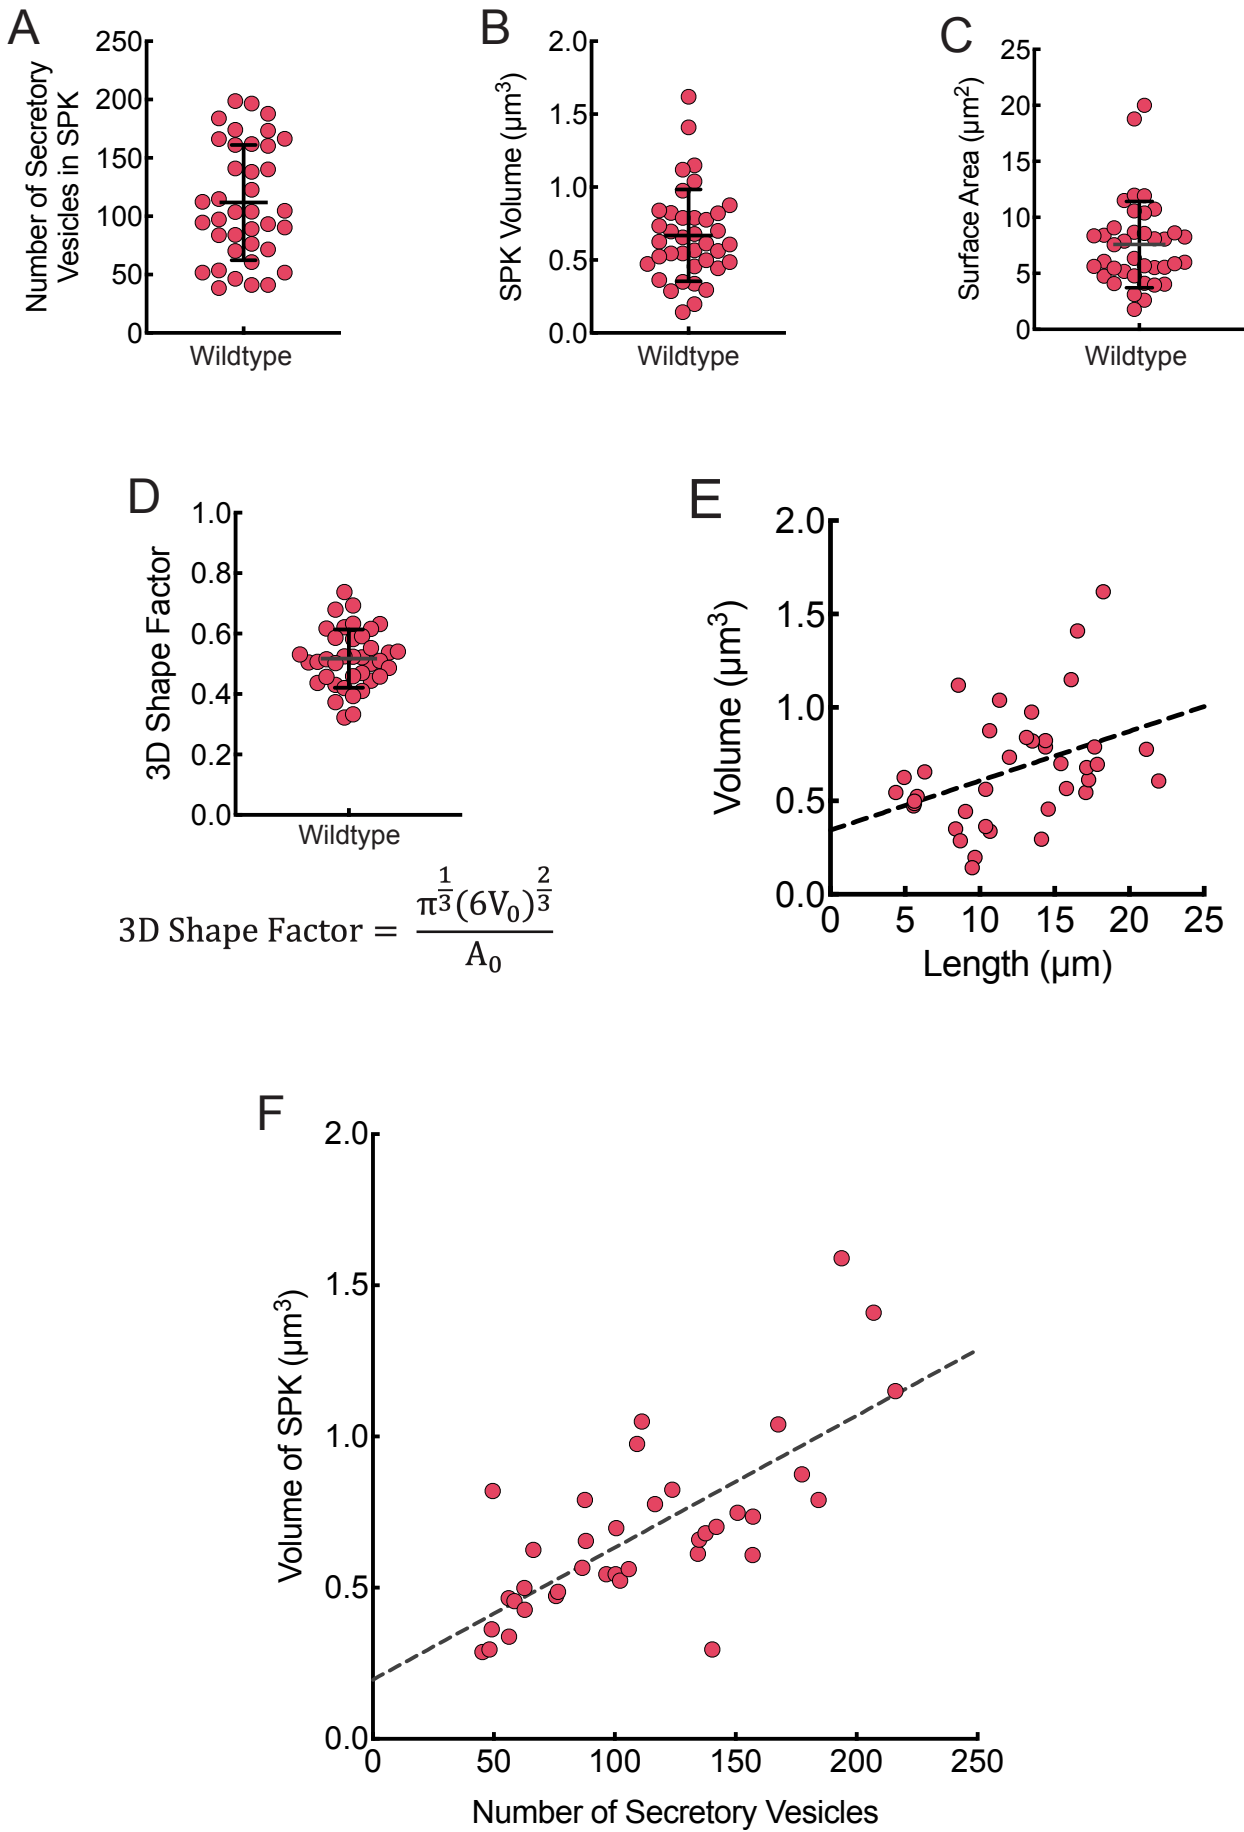 A
Number of Secretory
Vesicles in SPK
250
200
150
100
50
0
Wildtype
B
SPK Volume (μm³)
2.0
1.5
1.0
0.5
0.0
Wildtype
C
Surface Area (μm²)
25
20
15
10
5
0
Wildtype
D
3D Shape Factor
1.0
0.8
0.6
0.4
0.2
0.0
Wildtype
3D Shape Factor = π^(1/3)(6V₀)^(2/3) / A₀
E
Volume (μm³)
2.0
1.5
1.0
0.5
0.0
0 5 10 15 20 25
Length (μm)
F
Volume of SPK (μm³)
2.0
1.5
1.0
0.5
0.0
0 50 100 150 200 250
Number of Secretory Vesicles